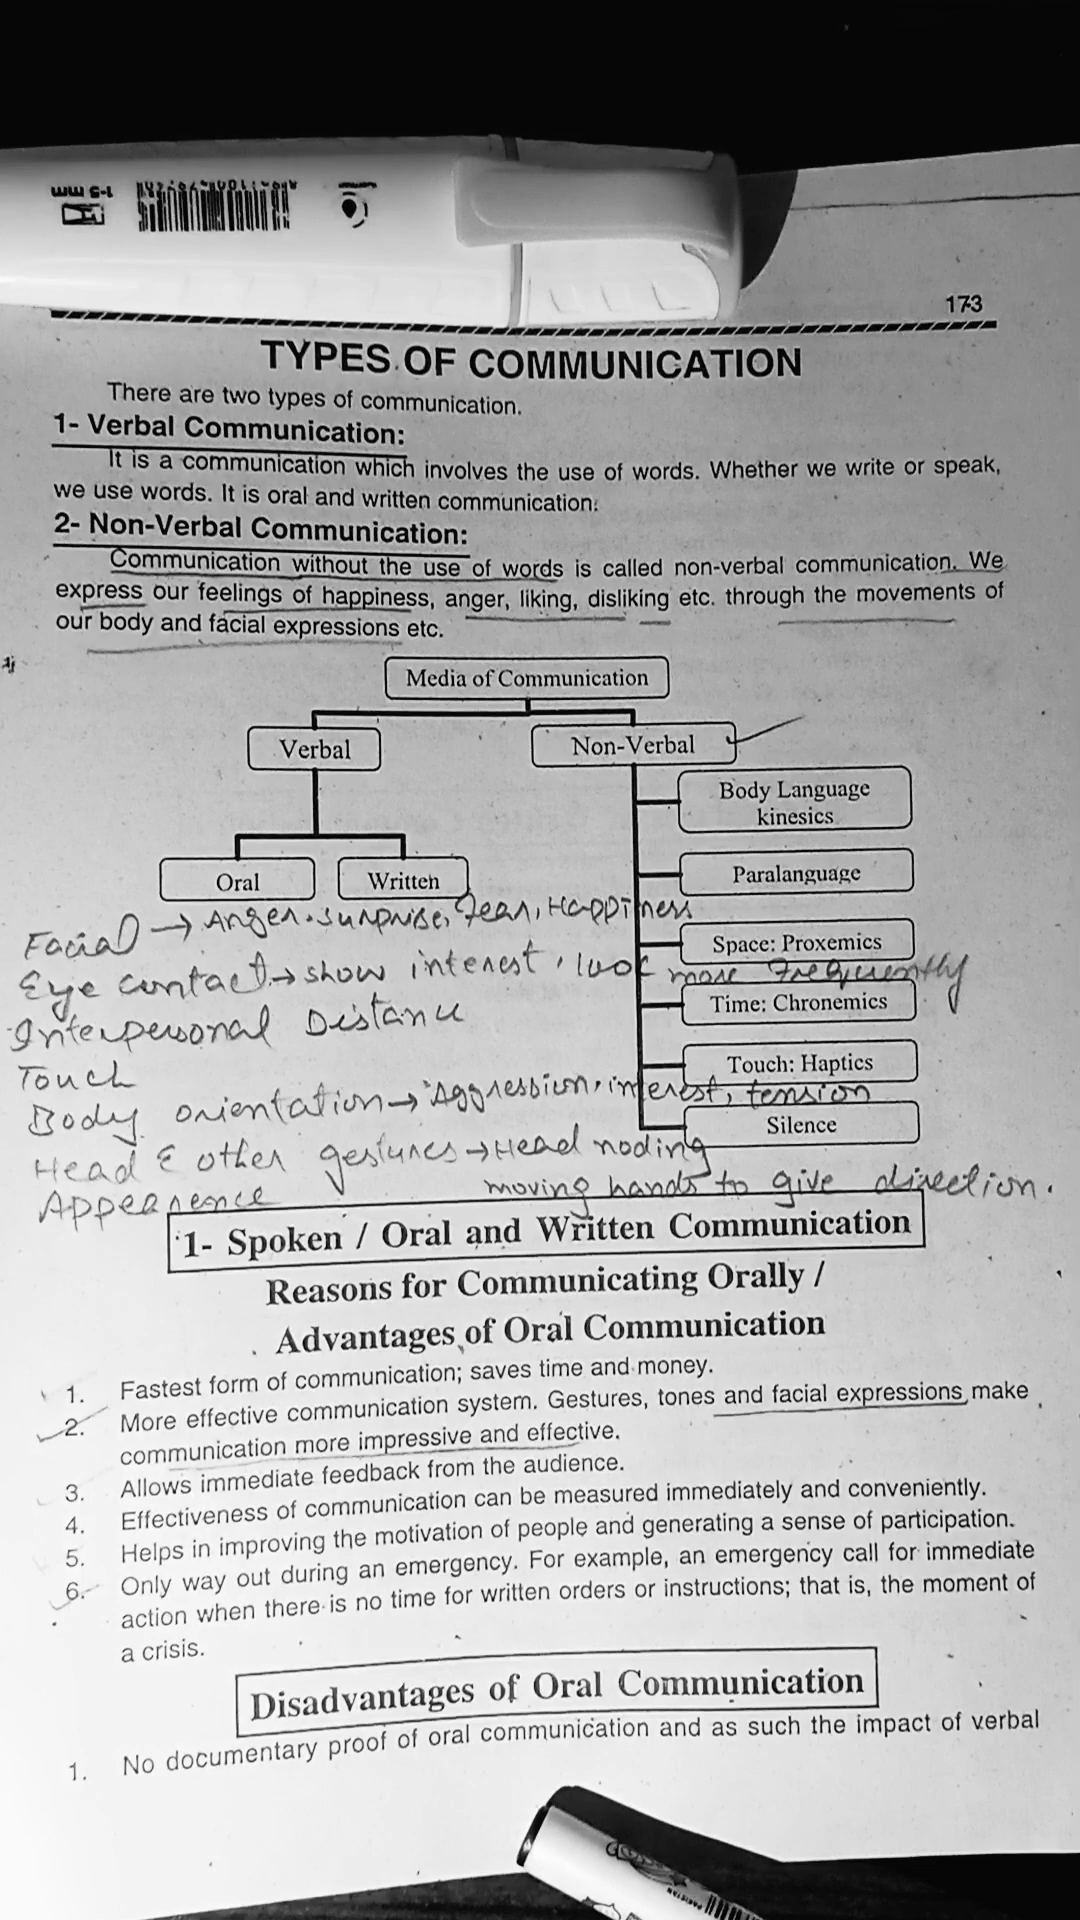 1-5 MM
173
TYPES OF COMMUNICATION
There are two types of communication.
1- Verbal Communication:
It is a communication which involves the use of words. Whether we write or speak,
we use words. It is oral and written communication.
2- Non-Verbal Communication:
Communication without the use of words is called non-verbal communication. We
express our feelings of happiness, anger, liking, disliking etc. through the movements of
our body and facial expressions etc.
Media of Communication
Verbal
Non-Verbal
Body Language
kinesics
Oral
Written
Paralanguage
Facial → Anger. surprise, Fear, Happiness
Space: Proxemics
Eye contact → show interest, look more frequently
Time: Chronemics
Interpersonal Distance
Touch: Haptics
Touch
Body orientation → Aggression, interest, tension
Silence
Head & other gestures → Head noding
moving hands to give direction.
Appearence
1- Spoken / Oral and Written Communication
Reasons for Communicating Orally /
Advantages of Oral Communication
1. Fastest form of communication; saves time and money.
2. More effective communication system. Gestures, tones and facial expressions make
communication more impressive and effective.
3. Allows immediate feedback from the audience.
4. Effectiveness of communication can be measured immediately and conveniently.
5. Helps in improving the motivation of people and generating a sense of participation.
6. Only way out during an emergency. For example, an emergency call for immediate
action when there is no time for written orders or instructions; that is, the moment of
a crisis.
Disadvantages of Oral Communication
1. No documentary proof of oral communication and as such the impact of verbal